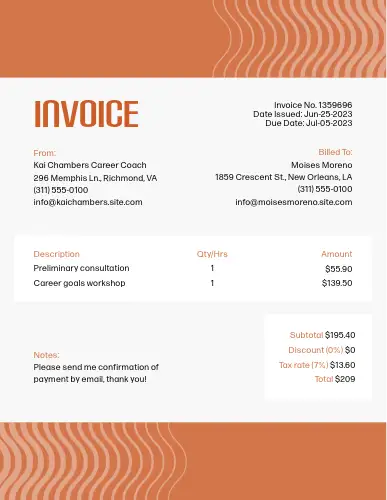 INVOICE
Invoice No. 1359696
Date Issued: Jun-25-2023
Due Date: Jul-05-2023
From:
Kai Chambers Career Coach
296 Memphis Ln., Richmond, VA
(311) 555-0100
info@kaichambers.site.com
Billed To:
Moises Moreno
1859 Crescent St., New Orleans, LA
(311) 555-0100
info@moisesmoreno.site.com
Description Qty/Hrs Amount
Preliminary consultation 1 $55.90
Career goals workshop 1 $139.50
Subtotal $195.40
Discount (0%) $0
Tax rate (7%) $13.60
Total $209
Notes:
Please send me confirmation of
payment by email, thank you!